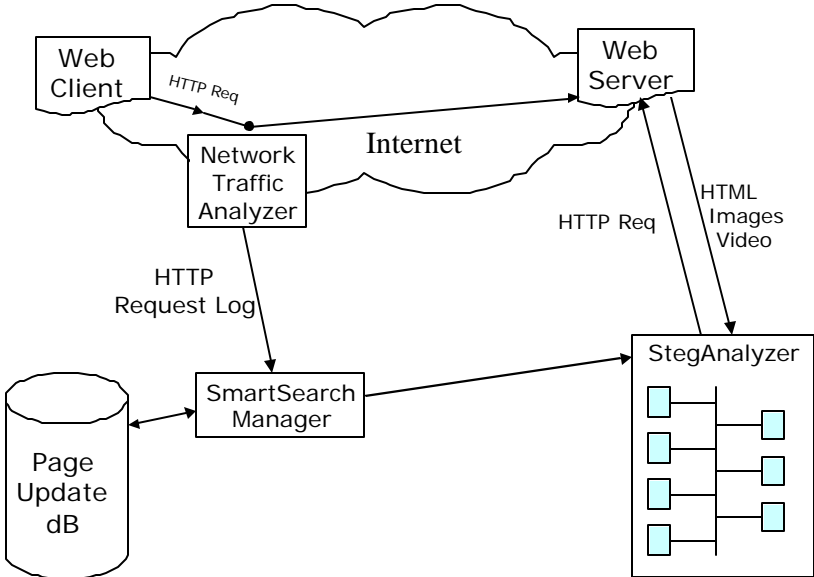 Web
Client
HTTP Req
Web
Server
Internet
Network
Traffic
Analyzer
HTTP Req
HTML
Images
Video
HTTP
Request Log
StegAnalyzer
SmartSearch
Manager
Page
Update
dB